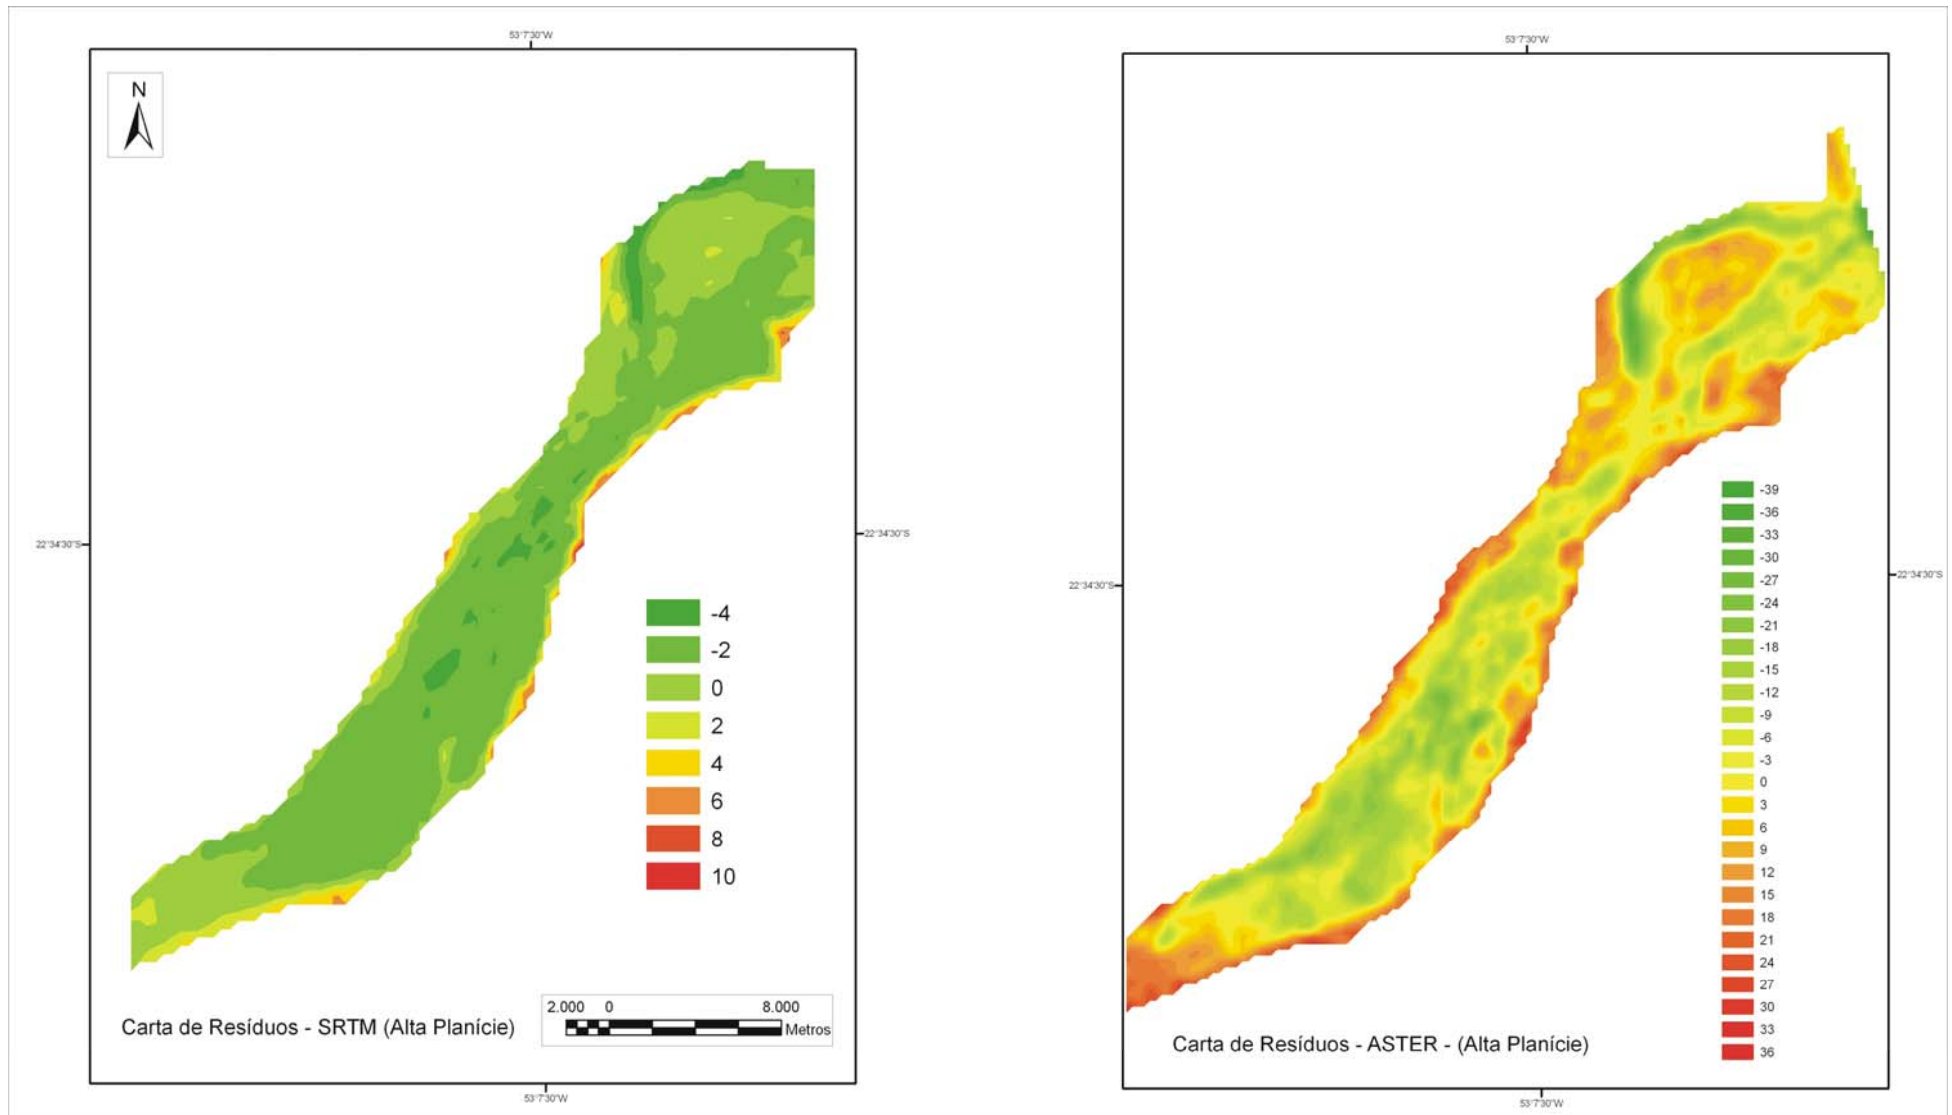 53°7'30"W
N
22°34'30"S
22°34'30"S
-4
-2
0
2
4
6
8
10
2.000 0 8.000
Metros
Carta de Resíduos - SRTM (Alta Planície)
53°7'30"W
53°7'30"W
22°34'30"S
22°34'30"S
-39
-36
-33
-30
-27
-24
-21
-18
-15
-12
-9
-6
-3
0
3
6
9
12
15
18
21
24
27
30
33
36
Carta de Resíduos - ASTER - (Alta Planície)
53°7'30"W